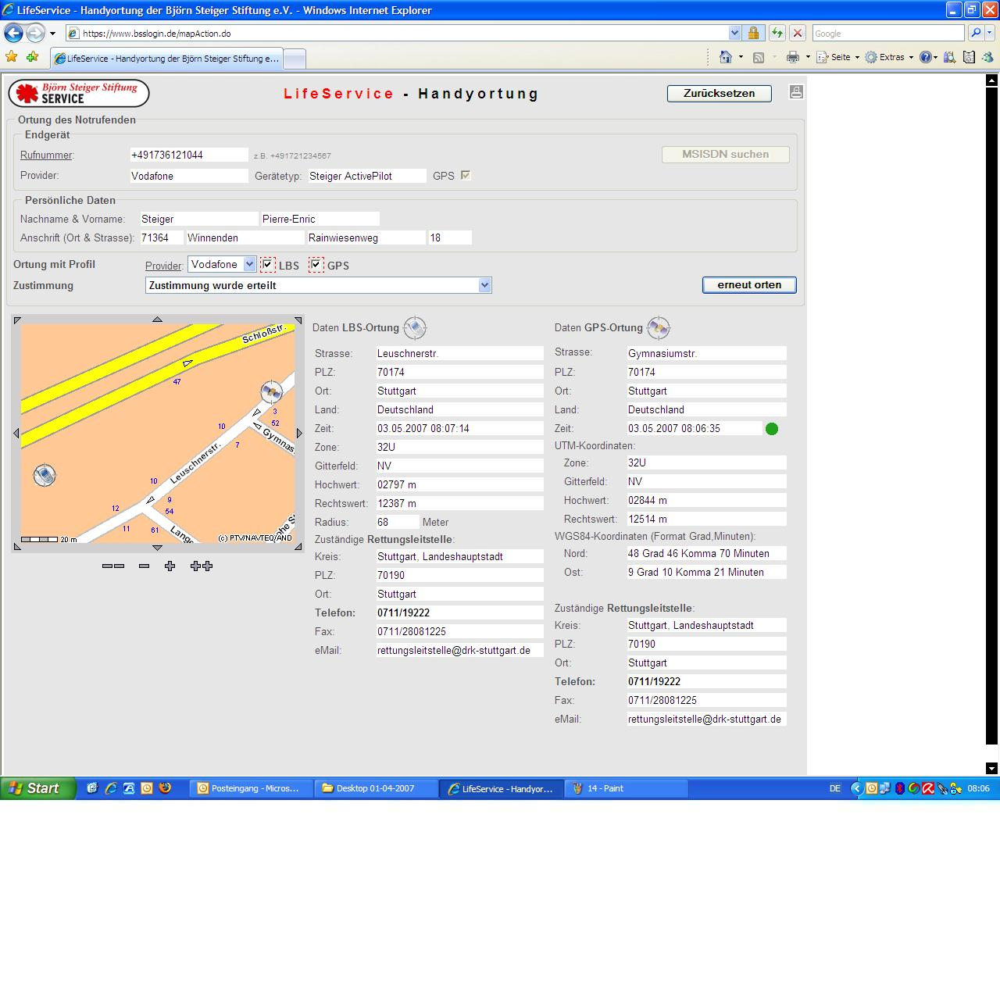 LifeService - Handyortung der Björn Steiger Stiftung e.V. - Windows Internet Explorer
https://www.bsslogin.de/mapAction.do
Google
LifeService - Handyortung der Björn Steiger Stiftung e...
Seite
Extras
Björn Steiger Stiftung
SERVICE
LifeService - Handyortung
Zurücksetzen
Ortung des Notrufenden
Endgerät
Rufnummer: +491736121044 z.B. +491721234567 MSISDN suchen
Provider: Vodafone Gerätetyp: Steiger ActivePilot GPS
Persönliche Daten
Nachname & Vorname: Steiger Pierre-Enric
Anschrift (Ort & Strasse): 71364 Winnenden Rainwiesenweg 18
Ortung mit Profil Provider: Vodafone LBS GPS
Zustimmung Zustimmung wurde erteilt erneut orten
Schloßstr.
47
3
52
10
Gymnas
7
Leuschnerstr.
10
9
12
54
11
61
Lange
ohe S
20 m
(c) PTV/NAVTEQ/AND
Daten LBS-Ortung
Strasse: Leuschnerstr.
PLZ: 70174
Ort: Stuttgart
Land: Deutschland
Zeit: 03.05.2007 08:07:14
Zone: 32U
Gitterfeld: NV
Hochwert: 02797 m
Rechtswert: 12387 m
Radius: 68 Meter
Zuständige Rettungsleitstelle:
Kreis: Stuttgart, Landeshauptstadt
PLZ: 70190
Ort: Stuttgart
Telefon: 0711/19222
Fax: 0711/28081225
eMail: rettungsleitstelle@drk-stuttgart.de
Daten GPS-Ortung
Strasse: Gymnasiumstr.
PLZ: 70174
Ort: Stuttgart
Land: Deutschland
Zeit: 03.05.2007 08:06:35
UTM-Koordinaten:
Zone: 32U
Gitterfeld: NV
Hochwert: 02844 m
Rechtswert: 12514 m
WGS84-Koordinaten (Format Grad,Minuten):
Nord: 48 Grad 46 Komma 70 Minuten
Ost: 9 Grad 10 Komma 21 Minuten
Zuständige Rettungsleitstelle:
Kreis: Stuttgart, Landeshauptstadt
PLZ: 70190
Ort: Stuttgart
Telefon: 0711/19222
Fax: 0711/28081225
eMail: rettungsleitstelle@drk-stuttgart.de
Start
Posteingang - Micros...
Desktop 01-04-2007
LifeService - Handyor...
14 - Paint
DE
08:06